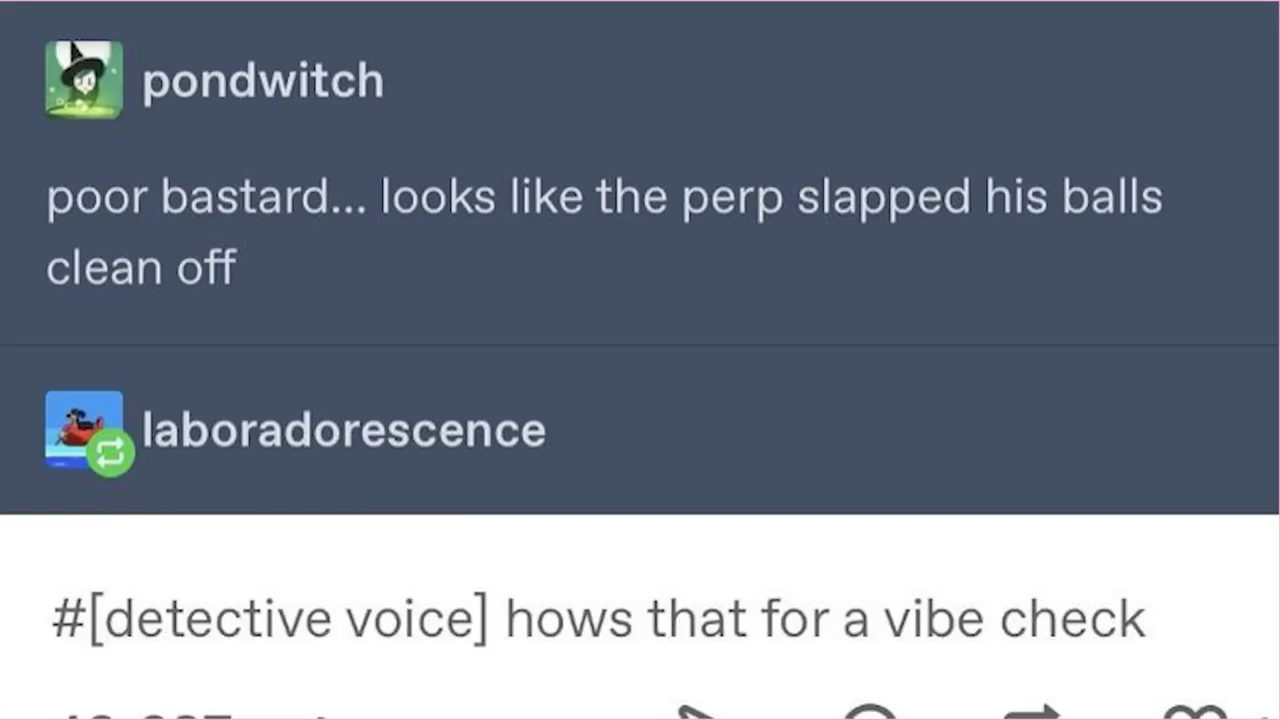 pondwitch
poor bastard... looks like the perp slapped his balls
clean off
laboradorescence
#[detective voice] hows that for a vibe check